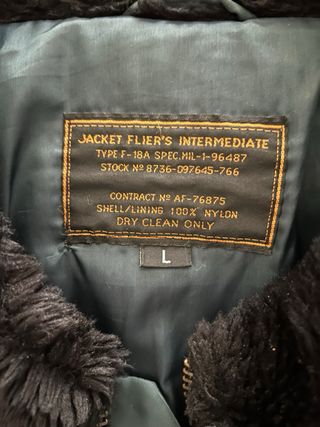 JACKET FLIER'S INTERMEDIATE
TYPE F-18A SPEC.MIL-1-96487
STOCK Nº 8736-097645-766
CONTRACT Nº AF-76875
SHELL/LINING 100% NYLON
DRY CLEAN ONLY
L